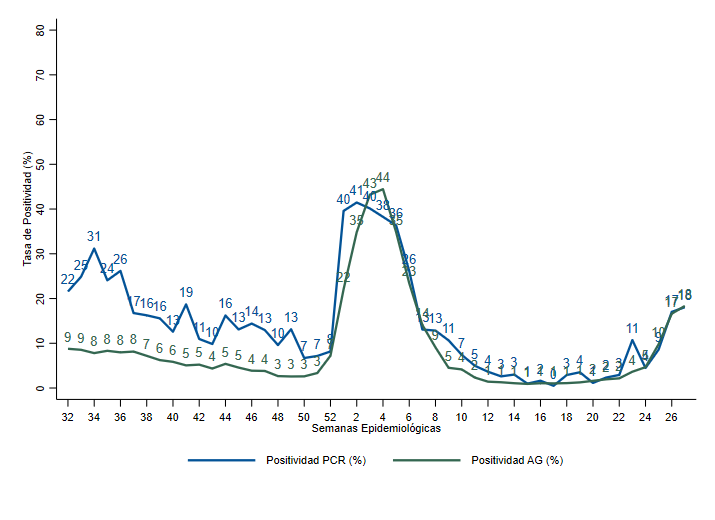 80
70
60
50
40
30
20
10
0
Tasa de Positividad (%)
22 25 31 24 26 17 16 16 13 19 11 10 16 13 14 13 10 13 7 7 8 40 41 40 38 36 26 13 13 11 7 5 4 3 3 1 2 0 3 4 1 2 3 11 5 9 17 18
9 9 8 8 8 8 7 6 6 5 5 4 5 5 4 4 3 3 3 3 7 22 35 43 44 35 23 14 9 5 4 2 1 1 1 1 1 1 1 1 2 2 2 4 5 10 17 18
32 34 36 38 40 42 44 46 48 50 52 2 4 6 8 10 12 14 16 18 20 22 24 26
Semanas Epidemiológicas
Positividad PCR (%) Positividad AG (%)